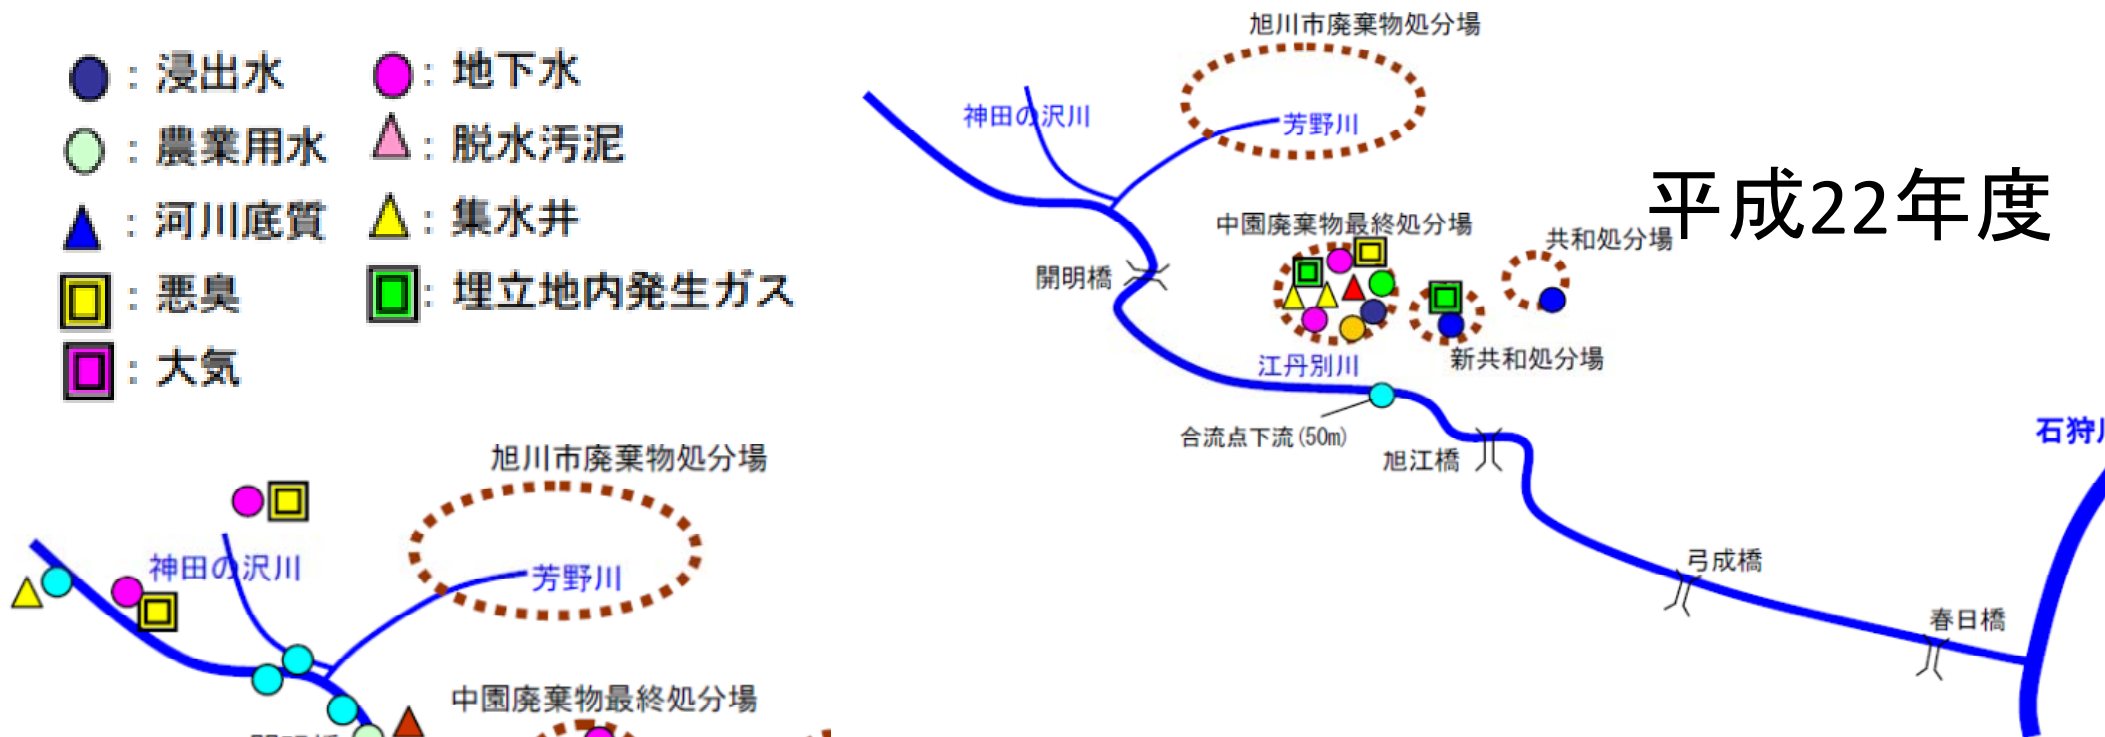 ：浸出水
：地下水
：農業用水
：脱水汚泥
：河川底質
：集水井
：悪臭
：埋立地内発生ガス
：大気
旭川市廃棄物処分場
神田の沢川
芳野川
平成22年度
中園廃棄物最終処分場
共和処分場
開明橋
新共和処分場
江丹別川
合流点下流(50m)
旭江橋
石狩川
弓成橋
春日橋
旭川市廃棄物処分場
神田の沢川
芳野川
中園廃棄物最終処分場